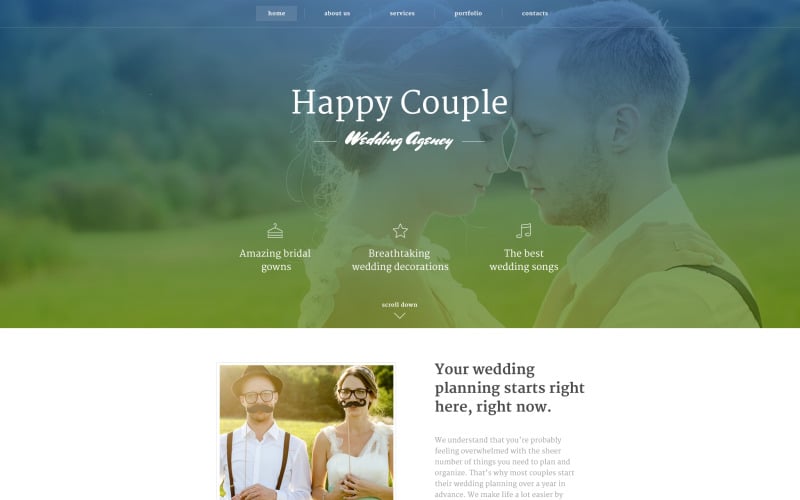 home about us services portfolio contacts
Happy Couple
Wedding Agency
Amazing bridal
gowns
Breathtaking
wedding decorations
The best
wedding songs
scroll down
Your wedding
planning starts right
here, right now.
We understand that you're probably
feeling overwhelmed with the sheer
number of things you need to plan and
organize. That's why most couples start
their wedding planning over a year in
advance. We make life a lot easier by